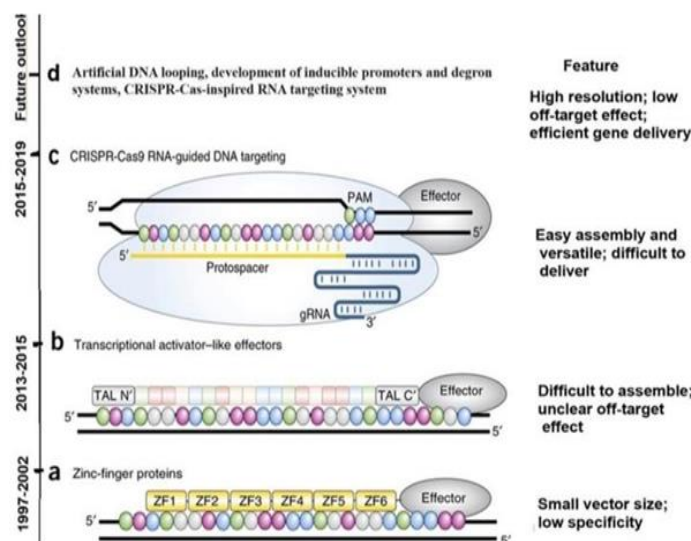 Future outlook
d Artificial DNA looping, development of inducible promoters and degron
systems, CRISPR-Cas-inspired RNA targeting system
Feature
High resolution; low
off-target effect;
efficient gene delivery
2015-2019
c CRISPR-Cas9 RNA-guided DNA targeting
PAM
Effector
5′
5′
5′
Protospacer
gRNA
3′
Easy assembly and
versatile; difficult to
deliver
2013-2015
b Transcriptional activator–like effectors
TAL N′
TAL C′
Effector
5′
5′
Difficult to assemble;
unclear off-target
effect
1997-2002
a Zinc-finger proteins
ZF1 ZF2 ZF3 ZF4 ZF5 ZF6
Effector
5′
5′
Small vector size;
low specificity